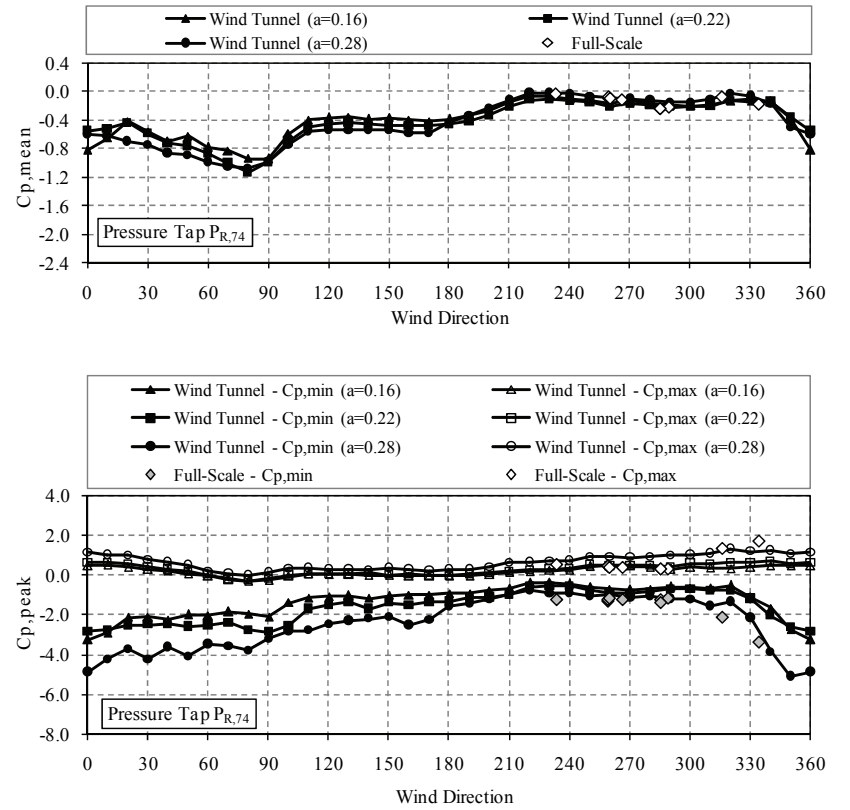 Wind Tunnel (a=0.16) Wind Tunnel (a=0.22)
Wind Tunnel (a=0.28) Full-Scale
Cp,mean
0.4
0.0
-0.4
-0.8
-1.2
-1.6
-2.0
-2.4
Pressure Tap P_R,74
0 30 60 90 120 150 180 210 240 270 300 330 360
Wind Direction
Wind Tunnel - Cp,min (a=0.16) Wind Tunnel - Cp,max (a=0.16)
Wind Tunnel - Cp,min (a=0.22) Wind Tunnel - Cp,max (a=0.22)
Wind Tunnel - Cp,min (a=0.28) Wind Tunnel - Cp,max (a=0.28)
Full-Scale - Cp,min Full-Scale - Cp,max
Cp,peak
4.0
2.0
0.0
-2.0
-4.0
-6.0
-8.0
Pressure Tap P_R,74
0 30 60 90 120 150 180 210 240 270 300 330 360
Wind Direction